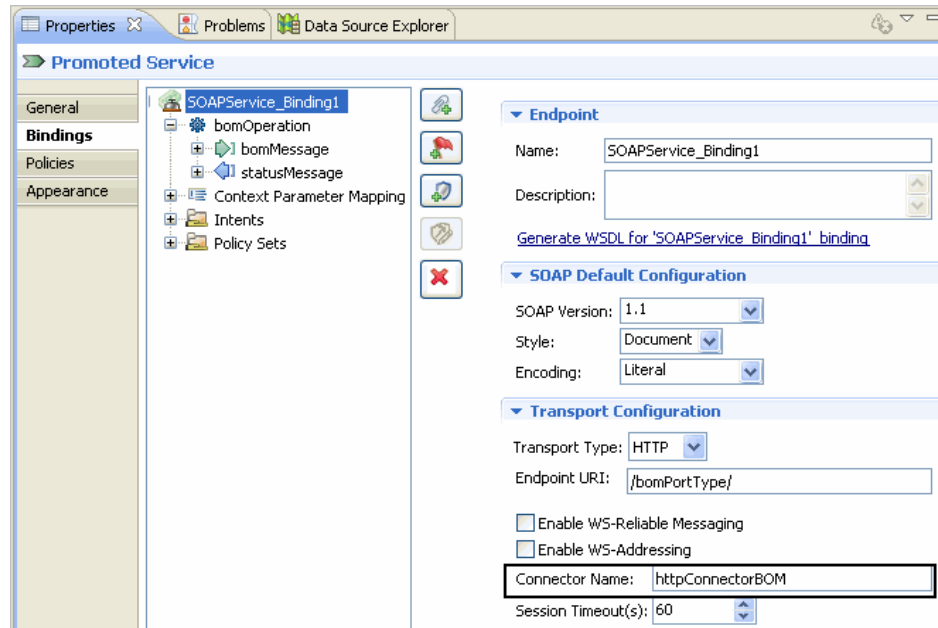 Properties Problems Data Source Explorer
Promoted Service
General
Bindings
Policies
Appearance
SOAPService_Binding1
bomOperation
bomMessage
statusMessage
Context Parameter Mapping
Intents
Policy Sets
Endpoint
Name: SOAPService_Binding1
Description:
Generate WSDL for 'SOAPService_Binding1' binding
SOAP Default Configuration
SOAP Version: 1.1
Style: Document
Encoding: Literal
Transport Configuration
Transport Type: HTTP
Endpoint URI: /bomPortType/
Enable WS-Reliable Messaging
Enable WS-Addressing
Connector Name: httpConnectorBOM
Session Timeout(s): 60